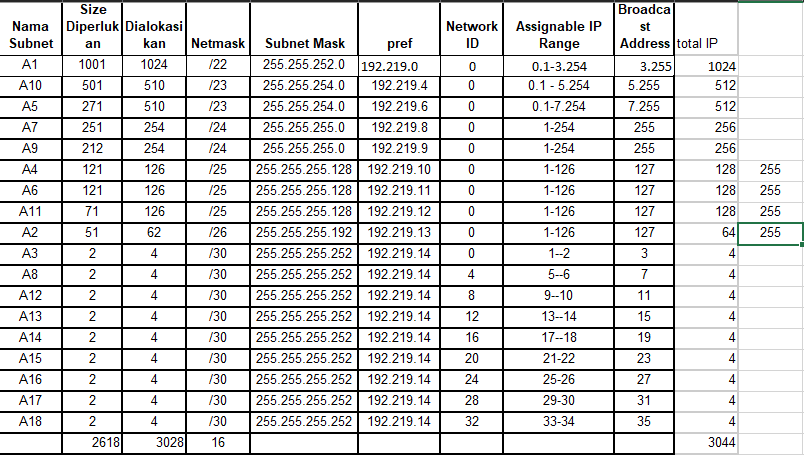 Nama Subnet Size Diperlukan Dialokasikan Netmask Subnet Mask pref Network ID Assignable IP Range Broadcast Address total IP
A1 1001 1024 /22 255.255.252.0 192.219.0 0 0.1-3.254 3.255 1024
A10 501 510 /23 255.255.254.0 192.219.4 0 0.1 - 5.254 5.255 512
A5 271 510 /23 255.255.254.0 192.219.6 0 0.1-7.254 7.255 512
A7 251 254 /24 255.255.255.0 192.219.8 0 1-254 255 256
A9 212 254 /24 255.255.255.0 192.219.9 0 1-254 255 256
A4 121 126 /25 255.255.255.128 192.219.10 0 1-126 127 128 255
A6 121 126 /25 255.255.255.128 192.219.11 0 1-126 127 128 255
A11 71 126 /25 255.255.255.128 192.219.12 0 1-126 127 128 255
A2 51 62 /26 255.255.255.192 192.219.13 0 1-126 127 64 255
A3 2 4 /30 255.255.255.252 192.219.14 0 1--2 3 4
A8 2 4 /30 255.255.255.252 192.219.14 4 5--6 7 4
A12 2 4 /30 255.255.255.252 192.219.14 8 9--10 11 4
A13 2 4 /30 255.255.255.252 192.219.14 12 13--14 15 4
A14 2 4 /30 255.255.255.252 192.219.14 16 17--18 19 4
A15 2 4 /30 255.255.255.252 192.219.14 20 21-22 23 4
A16 2 4 /30 255.255.255.252 192.219.14 24 25-26 27 4
A17 2 4 /30 255.255.255.252 192.219.14 28 29-30 31 4
A18 2 4 /30 255.255.255.252 192.219.14 32 33-34 35 4
2618 3028 16 3044